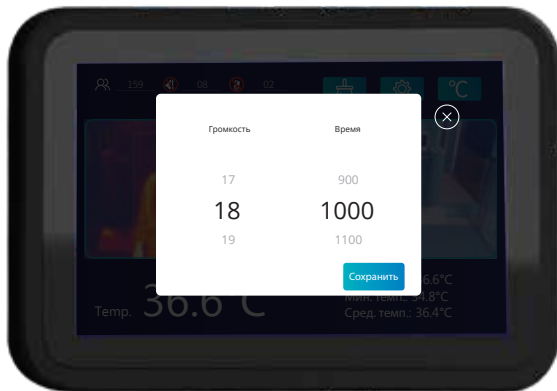 159 08 02 °C
Громкость Время
17 900
18 1000
19 1100
Сохранить
6.6°C
Temp. 36.6°C
Мин. темп.: 34.8°C
Сред. темп.: 36.4°C